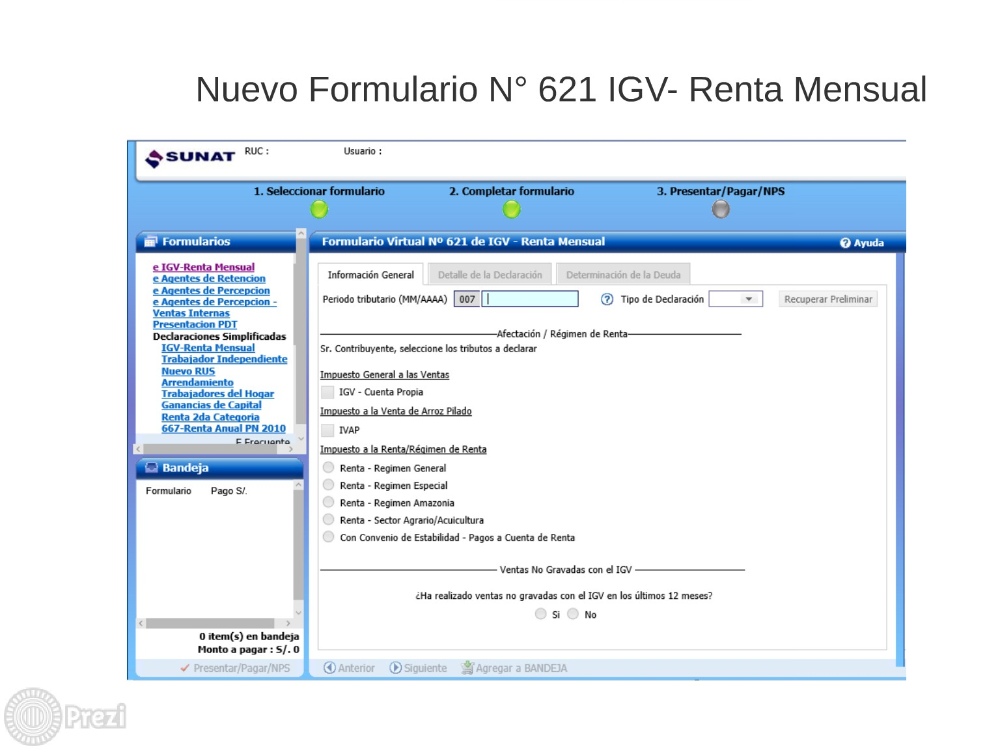 Nuevo Formulario N° 621 IGV- Renta Mensual
SUNAT RUC : Usuario :
1. Seleccionar formulario 2. Completar formulario 3. Presentar/Pagar/NPS
Formularios
e IGV-Renta Mensual
e Agentes de Retencion
e Agentes de Percepcion
e Agentes de Percepcion -
Ventas Internas
Presentacion PDT
Declaraciones Simplificadas
IGV-Renta Mensual
Trabajador Independiente
Nuevo RUS
Arrendamiento
Trabajadores del Hogar
Ganancias de Capital
Renta 2da Categoria
667-Renta Anual PN 2010
F.Frecuente
Bandeja
Formulario Pago S/.
0 item(s) en bandeja
Monto a pagar : S/. 0
Presentar/Pagar/NPS
Formulario Virtual Nº 621 de IGV - Renta Mensual
Ayuda
Información General Detalle de la Declaración Determinación de la Deuda
Periodo tributario (MM/AAAA) 007 ? Tipo de Declaración Recuperar Preliminar
Afectación / Régimen de Renta
Sr. Contribuyente, seleccione los tributos a declarar
Impuesto General a las Ventas
IGV - Cuenta Propia
Impuesto a la Venta de Arroz Pilado
IVAP
Impuesto a la Renta/Régimen de Renta
Renta - Regimen General
Renta - Regimen Especial
Renta - Regimen Amazonia
Renta - Sector Agrario/Acuicultura
Con Convenio de Estabilidad - Pagos a Cuenta de Renta
Ventas No Gravadas con el IGV
¿Ha realizado ventas no gravadas con el IGV en los últimos 12 meses?
Si No
Anterior Siguiente Agregar a BANDEJA
Prezi